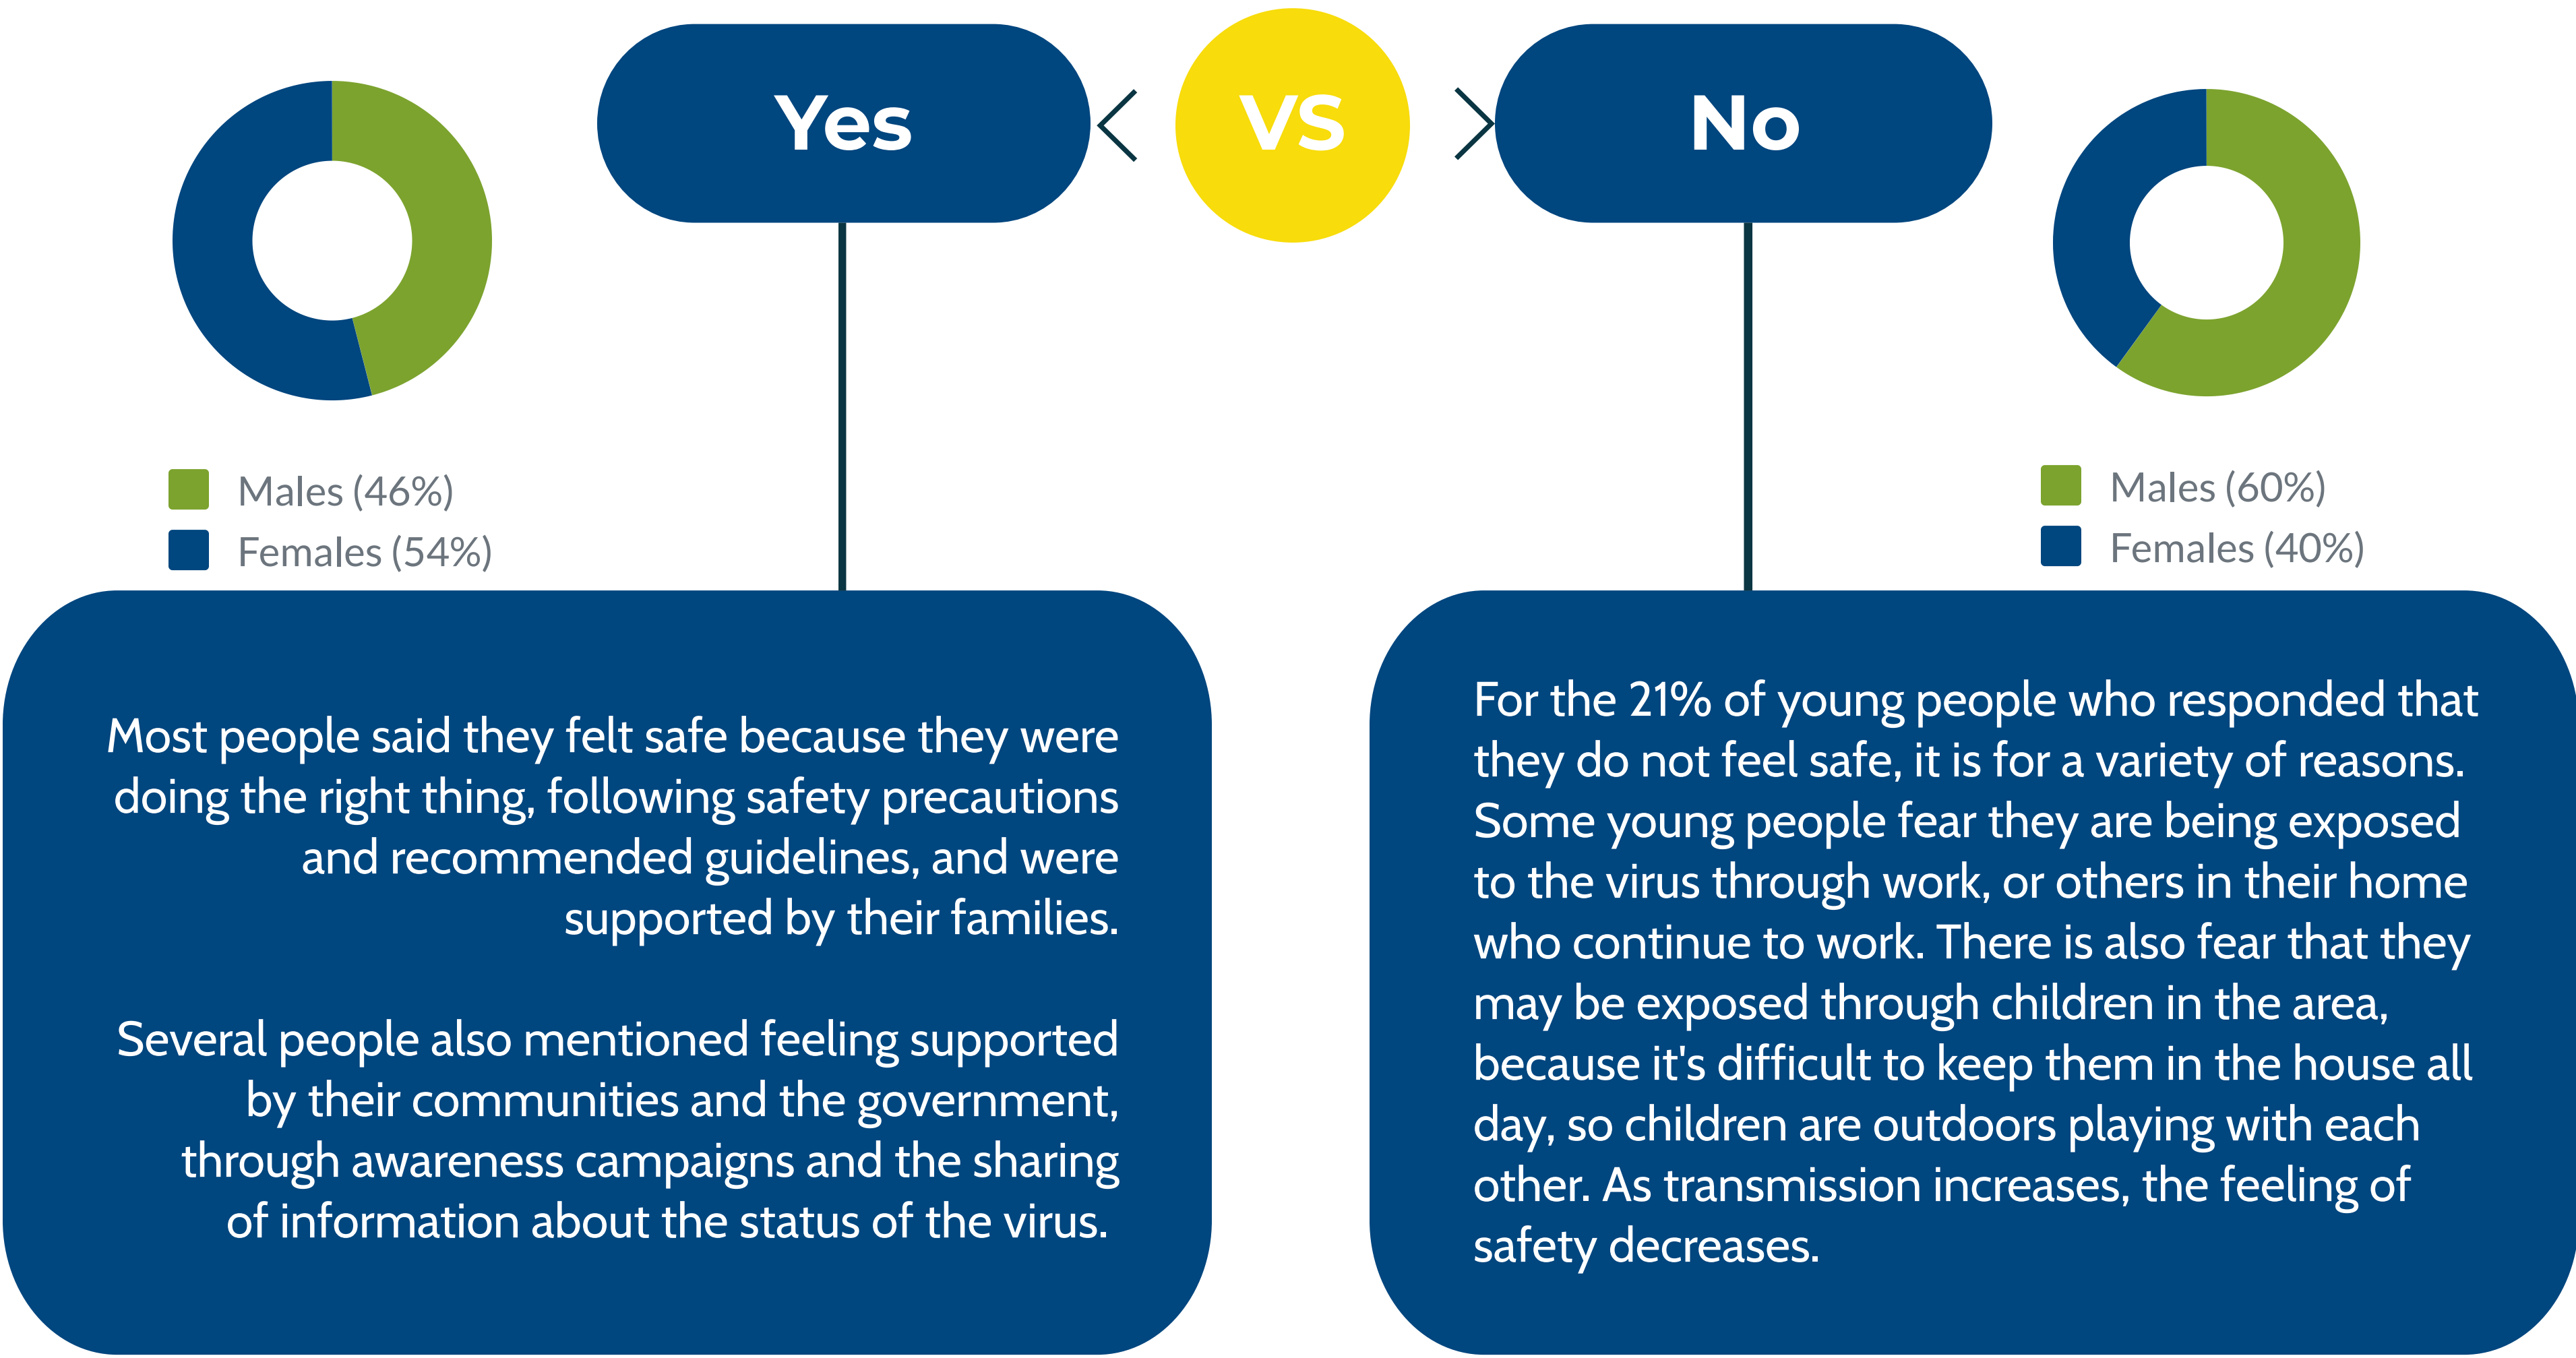 Yes
VS
No
Males (46%)
Females (54%)
Males (60%)
Females (40%)
Most people said they felt safe because they were
doing the right thing, following safety precautions
and recommended guidelines, and were
supported by their families.
Several people also mentioned feeling supported
by their communities and the government,
through awareness campaigns and the sharing
of information about the status of the virus.
For the 21% of young people who responded that
they do not feel safe, it is for a variety of reasons.
Some young people fear they are being exposed
to the virus through work, or others in their home
who continue to work. There is also fear that they
may be exposed through children in the area,
because it's difficult to keep them in the house all
day, so children are outdoors playing with each
other. As transmission increases, the feeling of
safety decreases.